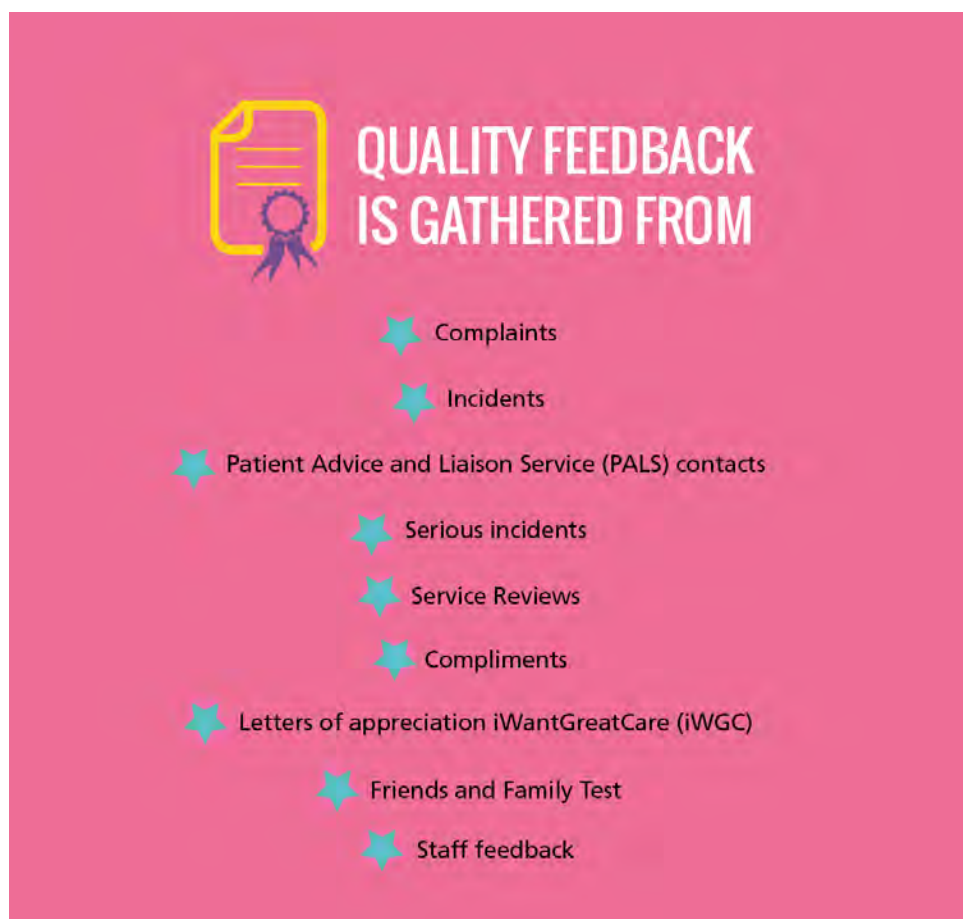 QUALITY FEEDBACK
IS GATHERED FROM
Complaints
Incidents
Patient Advice and Liaison Service (PALS) contacts
Serious incidents
Service Reviews
Compliments
Letters of appreciation iWantGreatCare (iWGC)
Friends and Family Test
Staff feedback